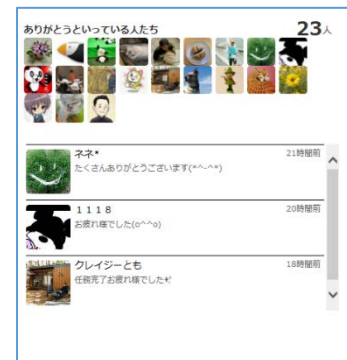 ありがとうといっている人たち
23人
ネネ*
21時間前
たくさんありがとうございます(*^-^*)
1118
20時間前
お疲れ様でした(o^^o)
クレイジーとも
18時間前
任務完了お疲れ様でした